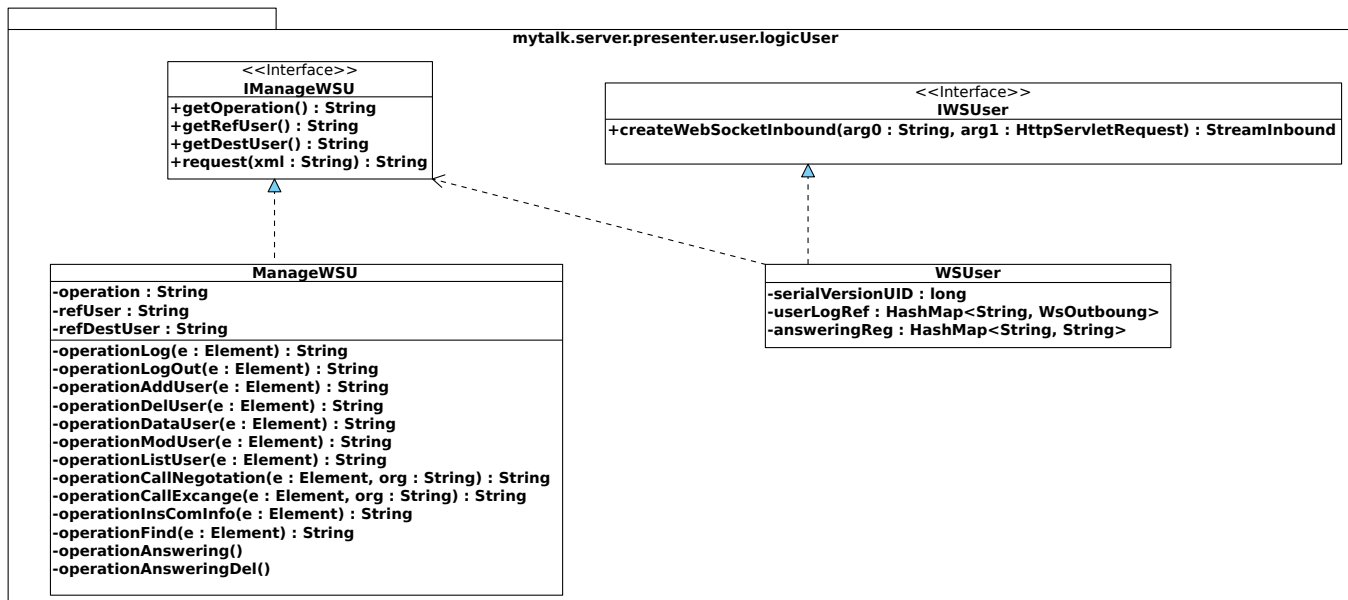 mytalk.server.presenter.user.logicUser
<<Interface>>
IManageWSU
+getOperation() : String
+getRefUser() : String
+getDestUser() : String
+request(xml : String) : String
<<Interface>>
IWSUser
+createWebSocketInbound(arg0 : String, arg1 : HttpServletRequest) : StreamInbound
ManageWSU
-operation : String
-refUser : String
-refDestUser : String
-operationLog(e : Element) : String
-operationLogOut(e : Element) : String
-operationAddUser(e : Element) : String
-operationDelUser(e : Element) : String
-operationDataUser(e : Element) : String
-operationModUser(e : Element) : String
-operationListUser(e : Element) : String
-operationCallNegotation(e : Element, org : String) : String
-operationCallExcange(e : Element, org : String) : String
-operationInsComInfo(e : Element) : String
-operationFind(e : Element) : String
-operationAnswering()
-operationAnsweringDel()
WSUser
-serialVersionUID : long
-userLogRef : HashMap<String, WsOutboung>
-answeringReg : HashMap<String, String>